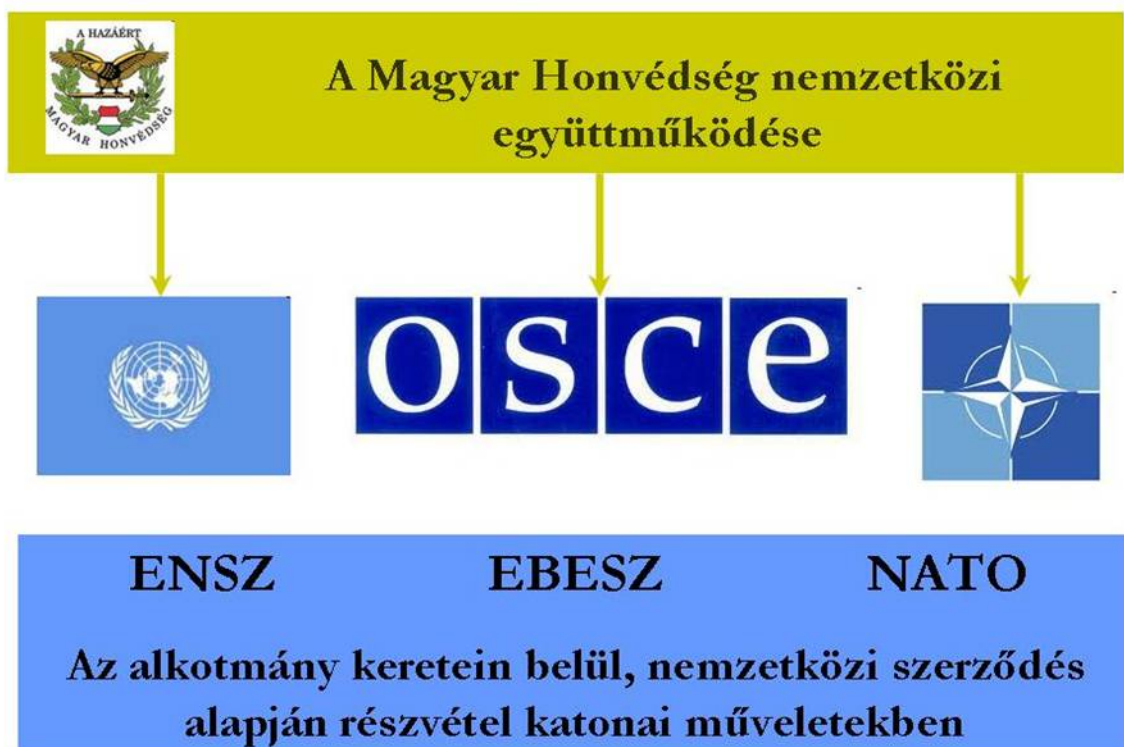 A HAZÁÉRT
MAGYAR HONVÉDSÉG
A Magyar Honvédség nemzetközi
együttműködése
osce
ENSZ EBESZ NATO
Az alkotmány keretein belül, nemzetközi szerződés
alapján részvétel katonai műveletekben